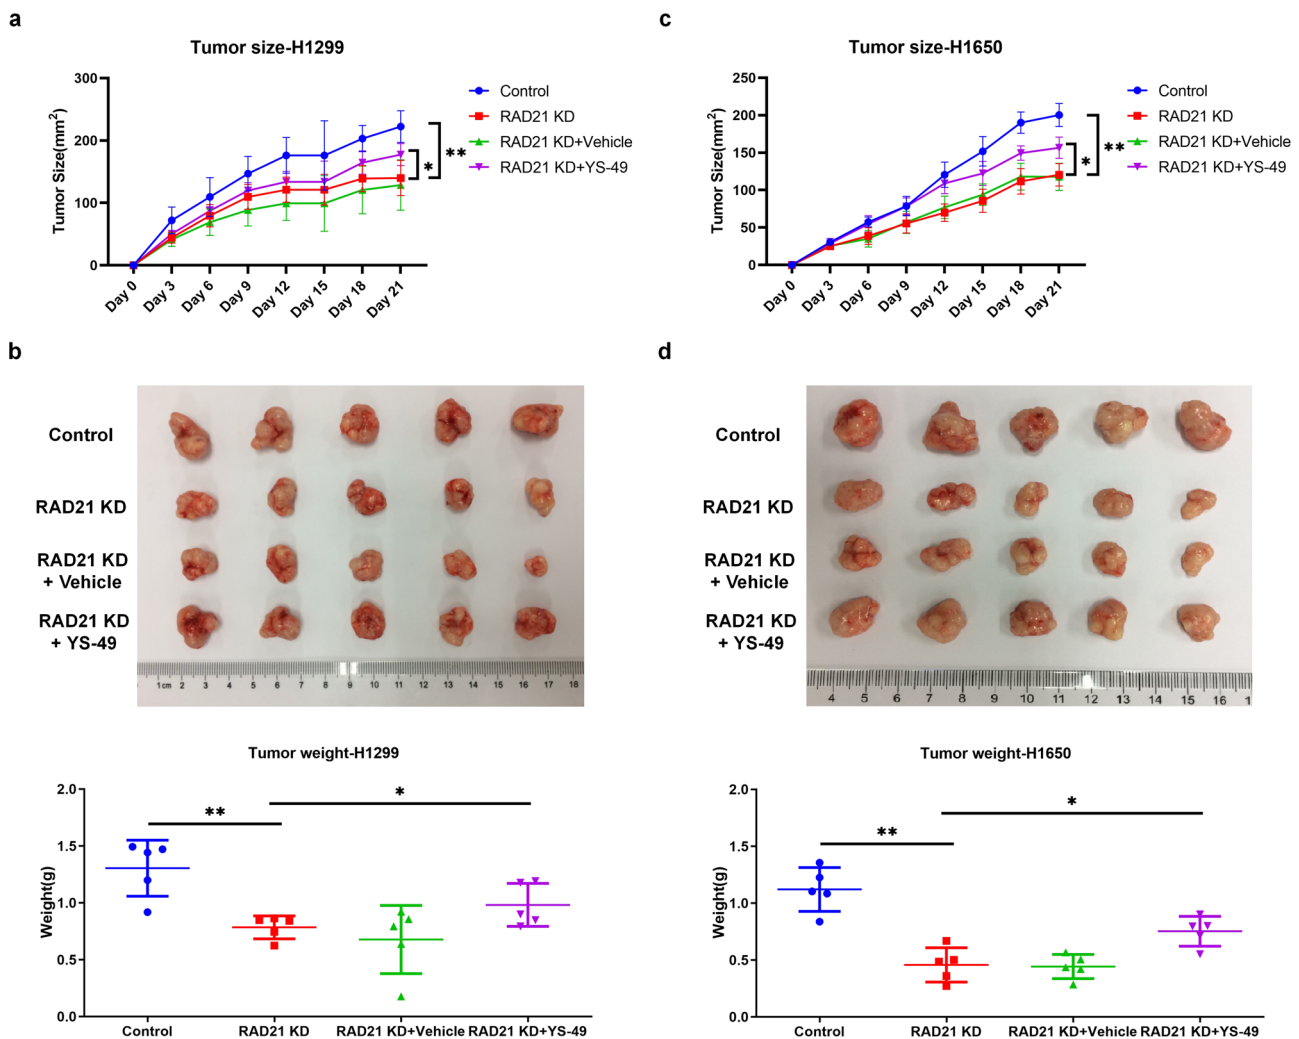 a
Tumor size-H1299
Tumor Size(mm²)
300
200
100
0
Day 0
Day 3
Day 6
Day 9
Day 12
Day 15
Day 18
Day 21
Control
RAD21 KD
RAD21 KD+Vehicle
RAD21 KD+YS-49
*
**
c
Tumor size-H1650
Tumor Size(mm²)
250
200
150
100
50
0
Day 0
Day 3
Day 6
Day 9
Day 12
Day 15
Day 18
Day 21
Control
RAD21 KD
RAD21 KD+Vehicle
RAD21 KD+YS-49
*
**
b
Control
RAD21 KD
RAD21 KD
+ Vehicle
RAD21 KD
+ YS-49
1cm 2 3 4 5 6 7 8 9 10 11 12 13 14 15 16 17 18
Tumor weight-H1299
Weight(g)
2.0
1.5
1.0
0.5
0.0
**
*
Control RAD21 KD RAD21 KD+Vehicle RAD21 KD+YS-49
d
Control
RAD21 KD
RAD21 KD
+ Vehicle
RAD21 KD
+ YS-49
4 5 6 7 8 9 10 11 12 13 14 15 16 1
Tumor weight-H1650
Weight(g)
2.0
1.5
1.0
0.5
0.0
**
*
Control RAD21 KD RAD21 KD+Vehicle RAD21 KD+YS-49